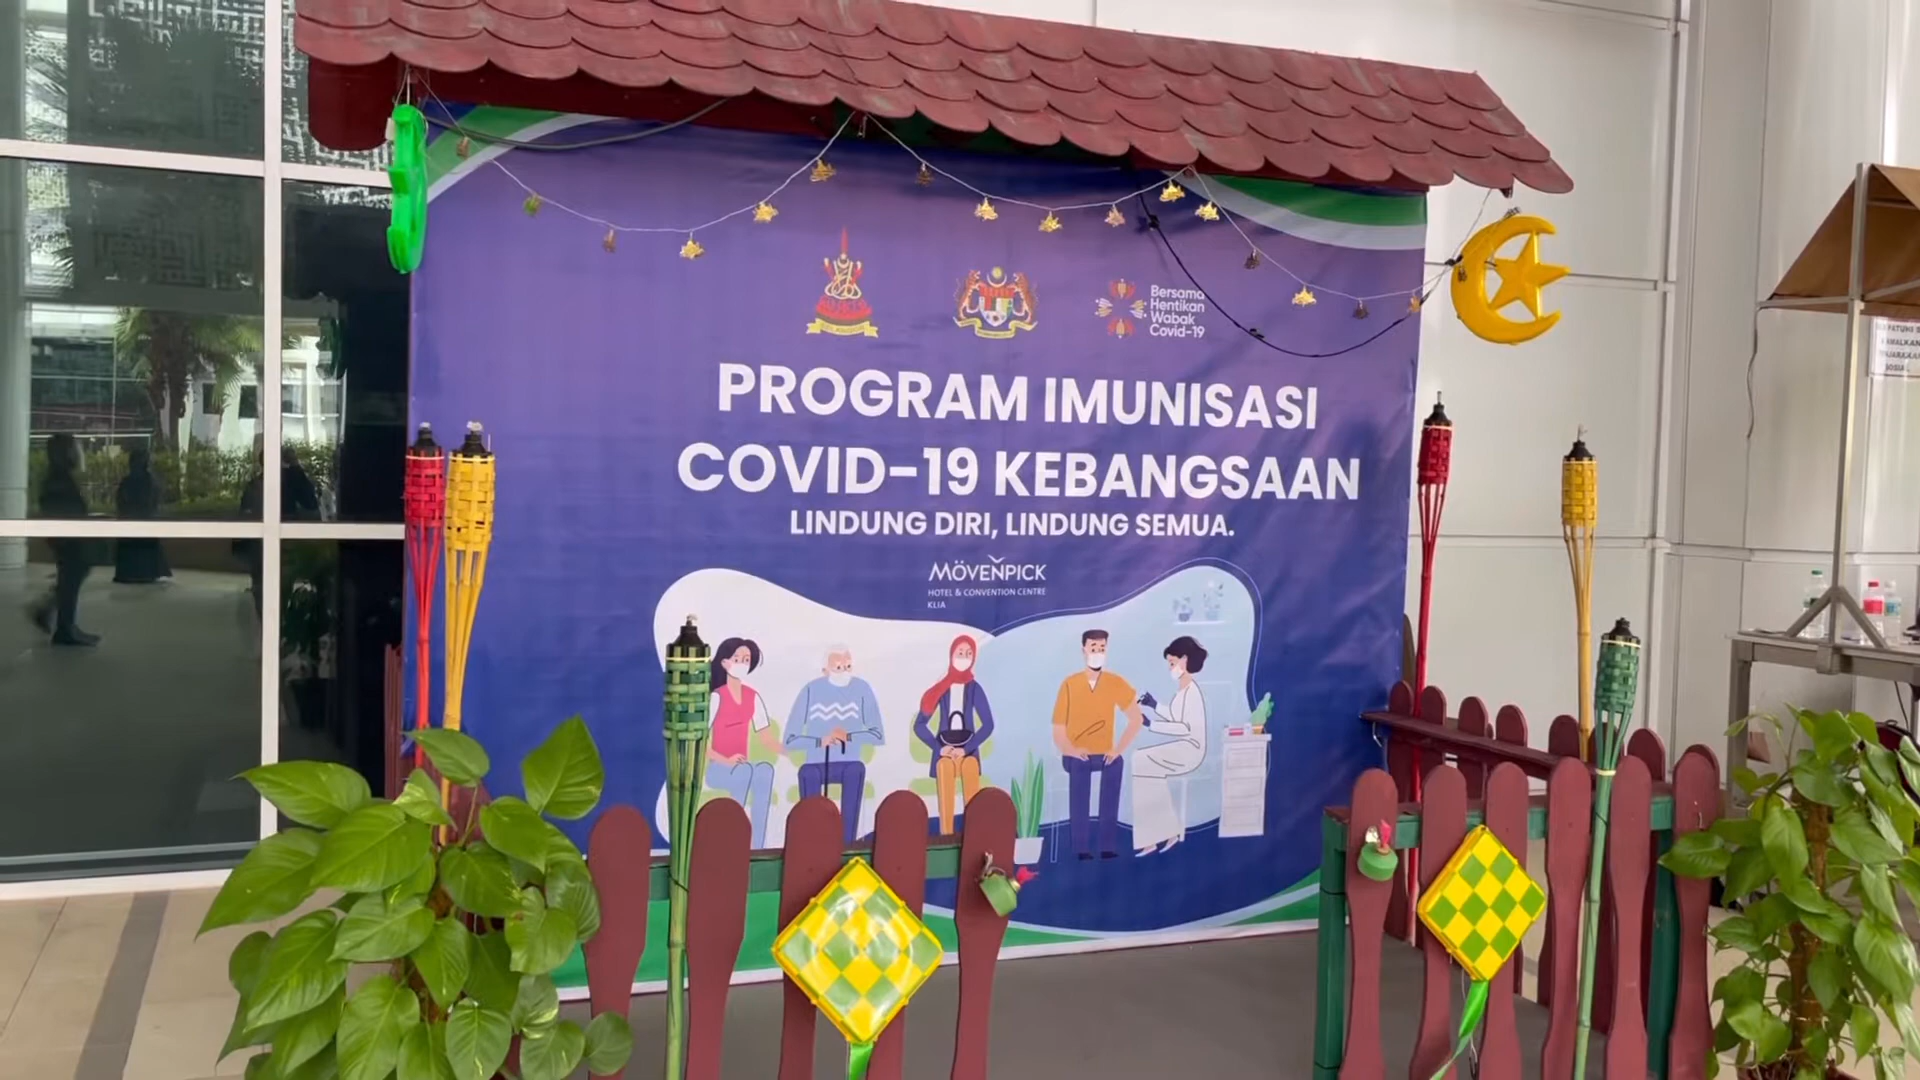 Bersama
Hentikan
Wabak
Covid-19
PROGRAM IMUNISASI
COVID-19 KEBANGSAAN
LINDUNG DIRI, LINDUNG SEMUA.
MÖVENPICK
HOTEL & CONVENTION CENTRE
KLIA
SOSIAL